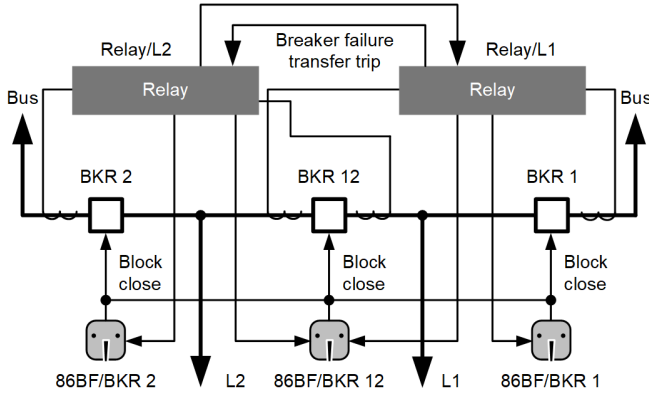 Relay/L2
Breaker failure
transfer trip
Relay/L1
Bus
Relay
Relay
Bus
BKR 2
BKR 12
BKR 1
Block
close
Block
close
Block
close
86BF/BKR 2
L2
86BF/BKR 12
L1
86BF/BKR 1